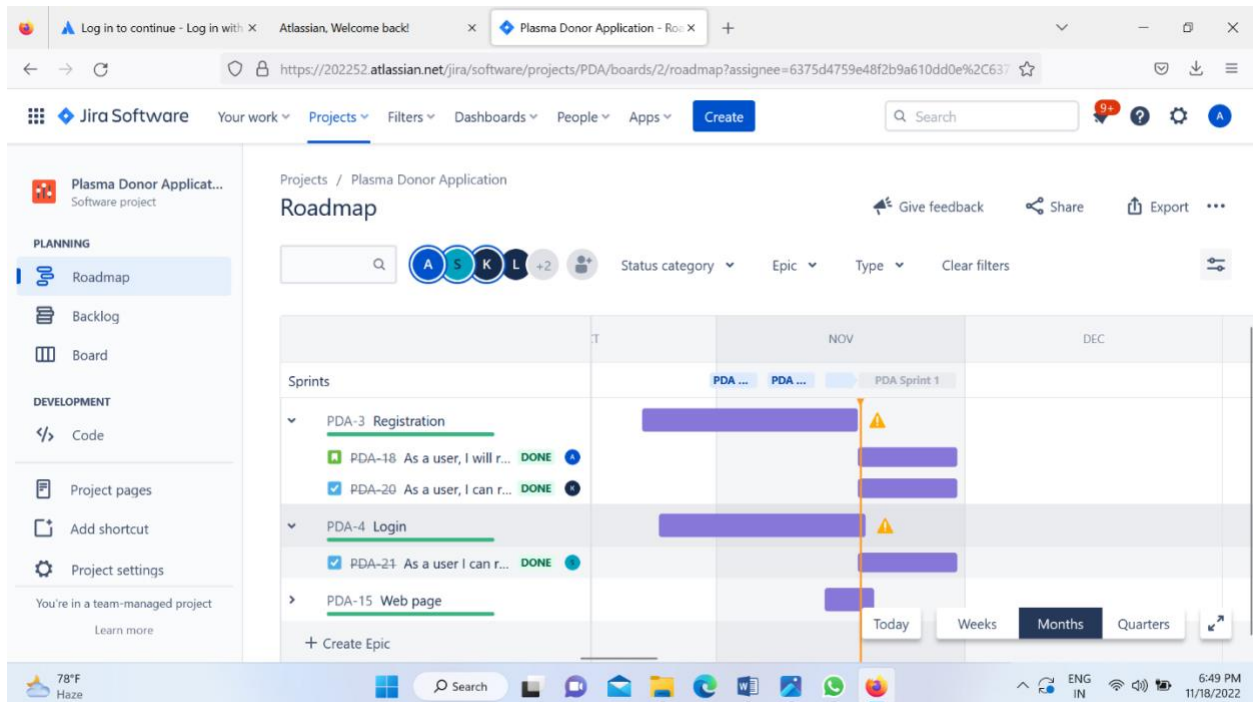 Log in to continue - Log in with
Atlassian, Welcome back!
Plasma Donor Application - Roa
https://202252.atlassian.net/jira/software/projects/PDA/boards/2/roadmap?assignee=6375d4759e48f2b9a610dd0e%2C637
Jira Software Your work Projects Filters Dashboards People Apps Create Search 9+ A
Plasma Donor Applicat...
Software project
PLANNING
Roadmap
Backlog
Board
DEVELOPMENT
Code
Project pages
Add shortcut
Project settings
You're in a team-managed project
Learn more
Projects / Plasma Donor Application
Roadmap
Give feedback Share Export
A S K L +2 Status category Epic Type Clear filters
NOV DEC
Sprints PDA ... PDA ... PDA Sprint 1
PDA-3 Registration
PDA-18 As a user, I will r... DONE A
PDA-20 As a user, I can r... DONE K
PDA-4 Login
PDA-21 As a user I can r... DONE S
PDA-15 Web page
Today Weeks Months Quarters
+ Create Epic
78°F
Haze
Search
ENG
IN
6:49 PM
11/18/2022